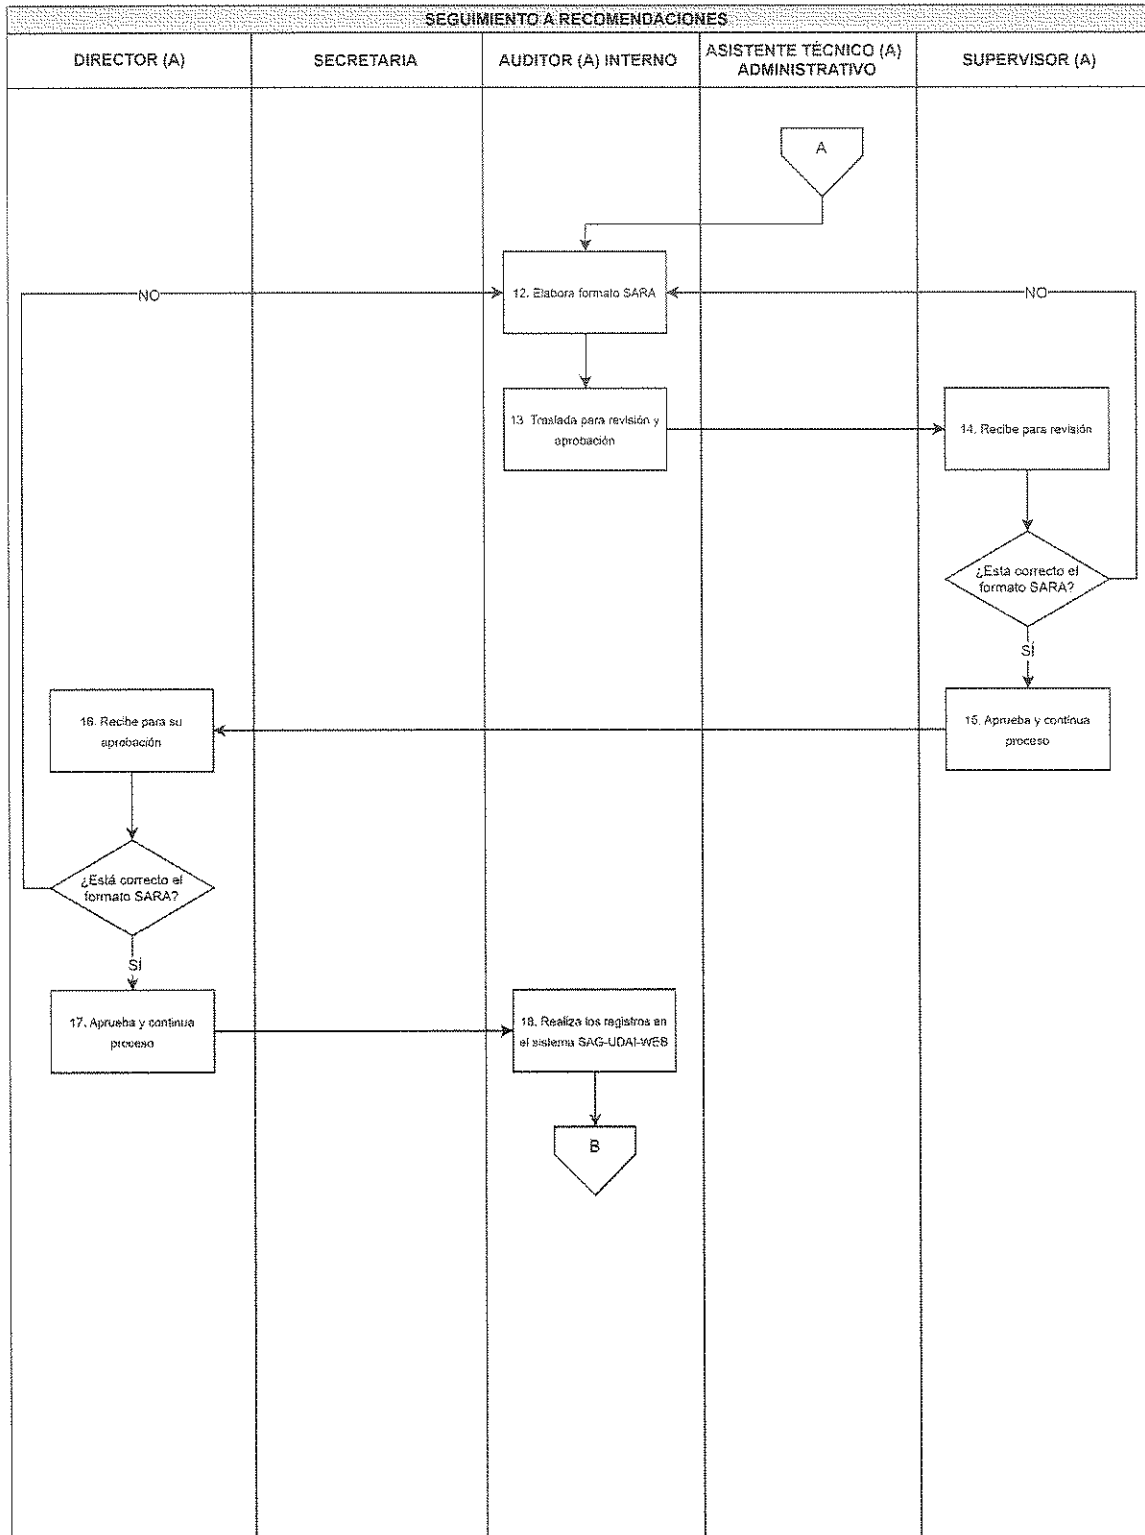 SEGUIMIENTO A RECOMENDACIONES
DIRECTOR (A)
SECRETARIA
AUDITOR (A) INTERNO
ASISTENTE TÉCNICO (A)
ADMINISTRATIVO
SUPERVISOR (A)
A
12. Elabora formato SARA
NO
NO
13. Traslada para revisión y
aprobación
14. Recibe para revisión
¿Está correcto el
formato SARA?
SÍ
15. Aprueba y continua
proceso
16. Recibe para su
aprobación
¿Está correcto el
formato SARA?
SÍ
17. Aprueba y continua
proceso
18. Realiza los registros en
el sistema SAG-UDAI-WEB
B